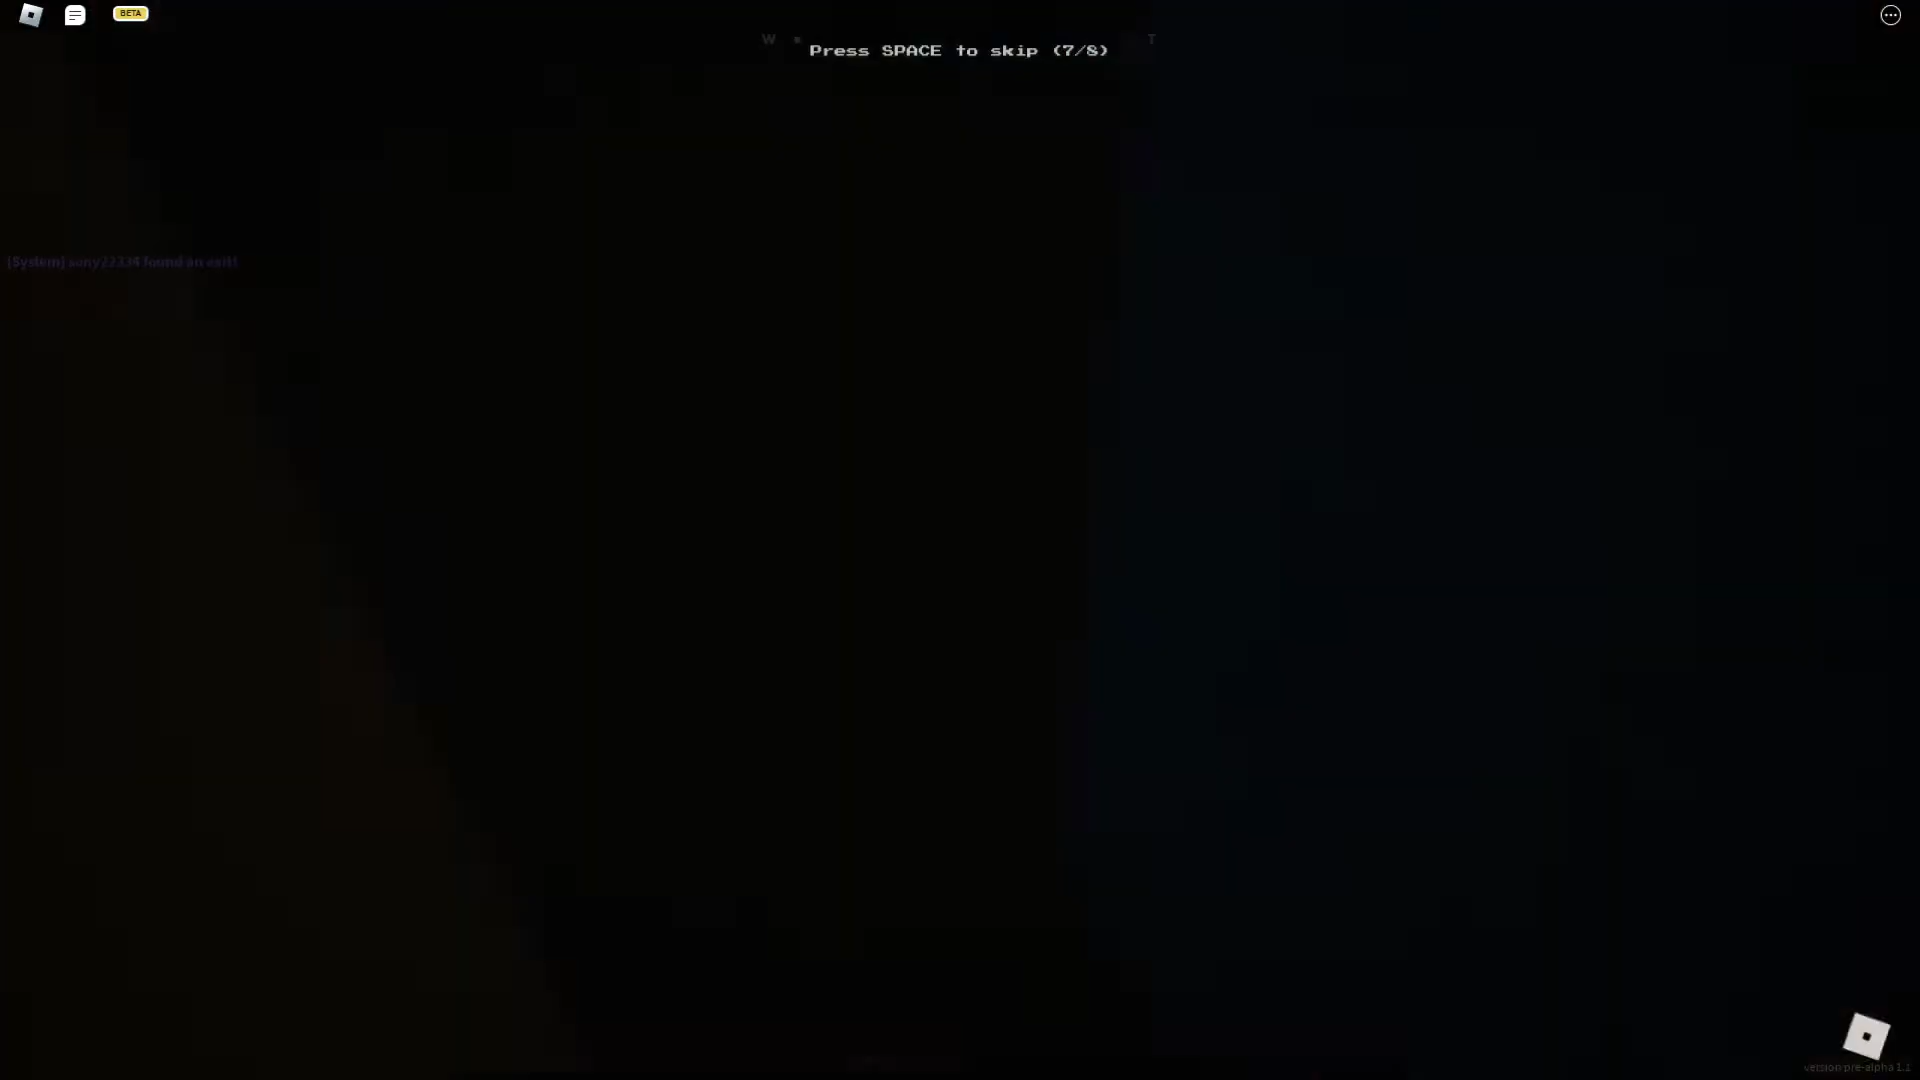 BETA
W
T
Press SPACE to skip (7/8)
[System] sony22334 found an exit!
version pre-alpha 1.1